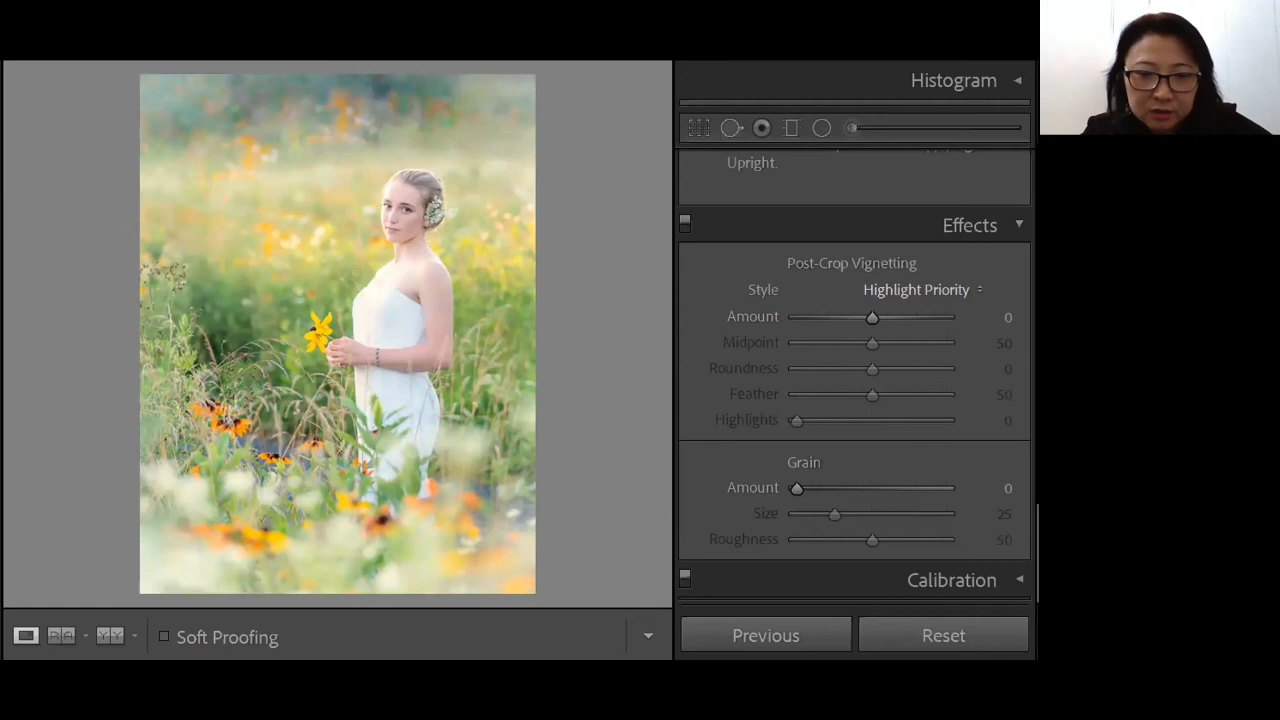 Histogram
Upright.
Effects
Post-Crop Vignetting
Style Highlight Priority
Amount 0
Midpoint 50
Roundness 0
Feather 50
Highlights 0
Grain
Amount 0
Size 25
Roughness 50
Calibration
Soft Proofing
Previous Reset